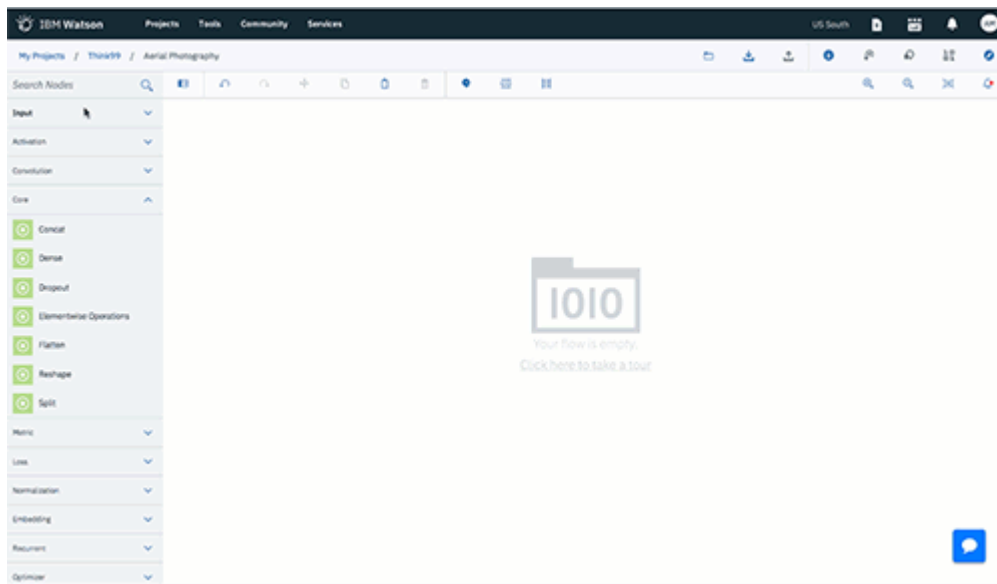 IBM Watson Projects Tools Community Services US South
My Projects / Think99 / Aerial Photography
Search Nodes
Input
Activation
Convolution
Core
Concat
Dense
Dropout
Elementwise Operations
Flatten
Reshape
Split
Metric
Loss
Normalization
Embedding
Recurrent
Optimizer
1010
Your flow is empty.
Click here to take a tour